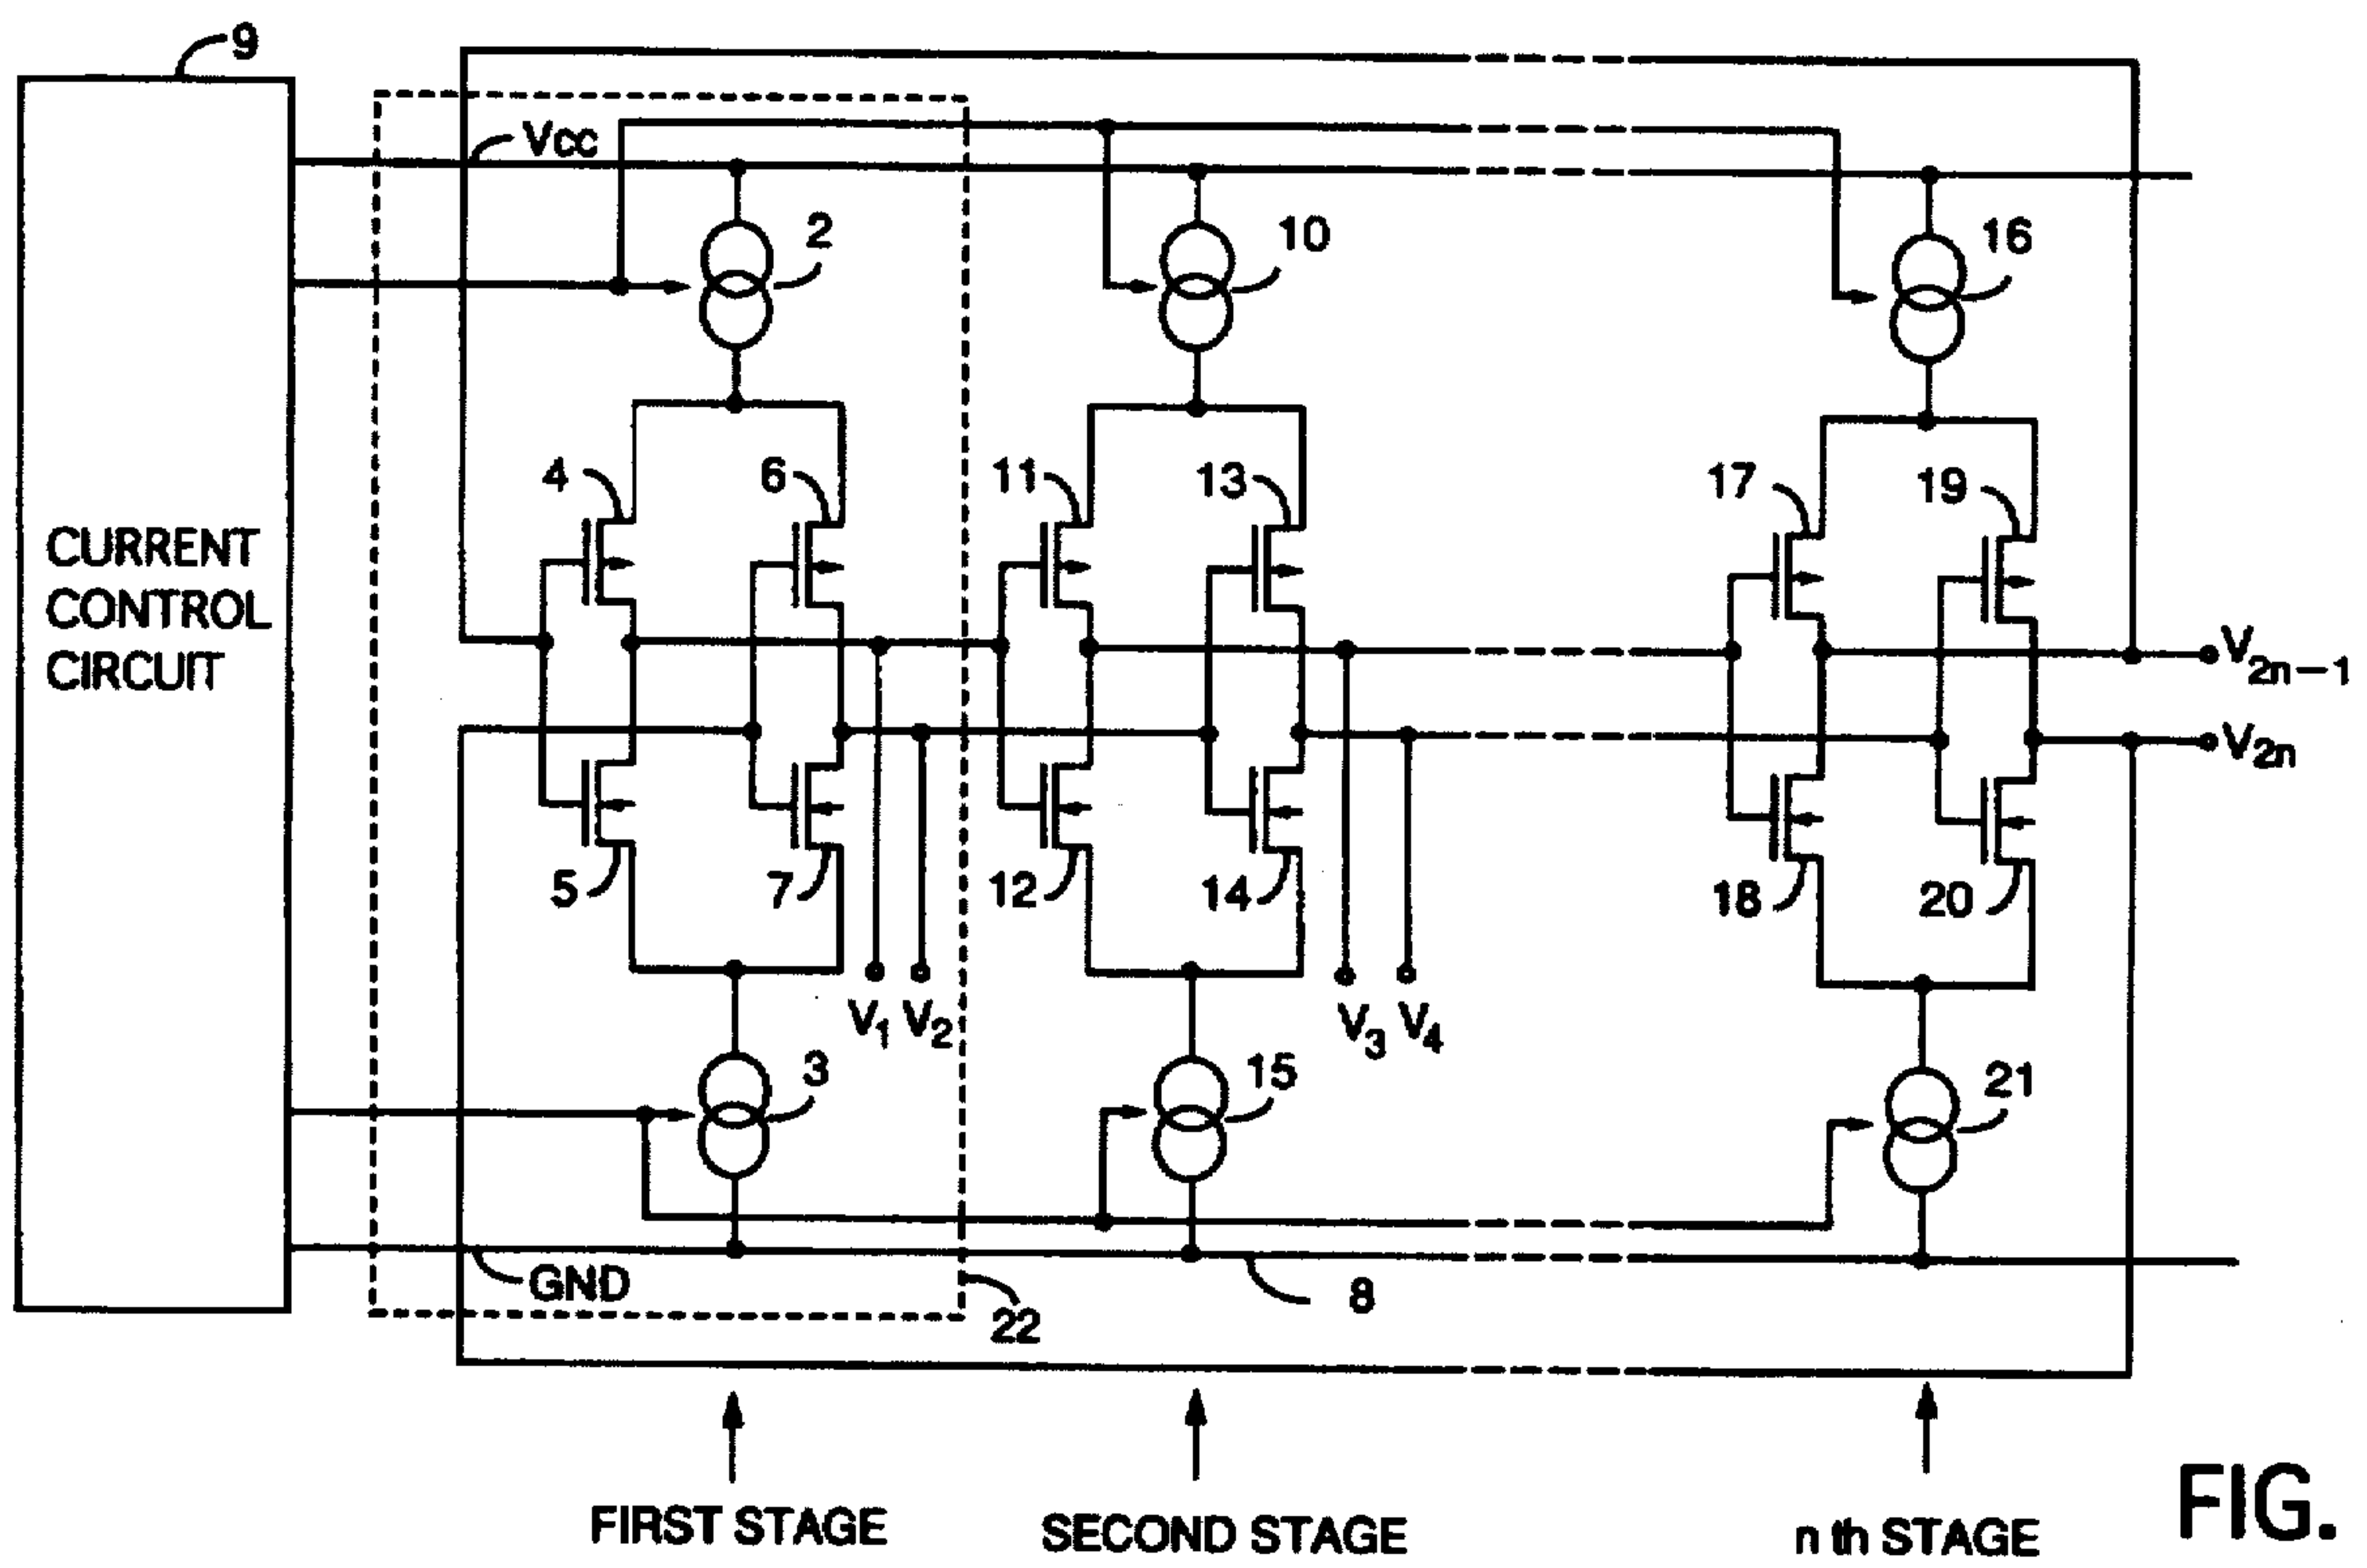 9
Vcc
2
10
16
4
6
11
13
17
19
CURRENT
CONTROL
CIRCUIT
V2n-1
V2n
5
7
12
14
18
20
V1 V2
V3 V4
3
15
21
GND
8
22
FIRST STAGE
SECOND STAGE
n th STAGE
FIG.